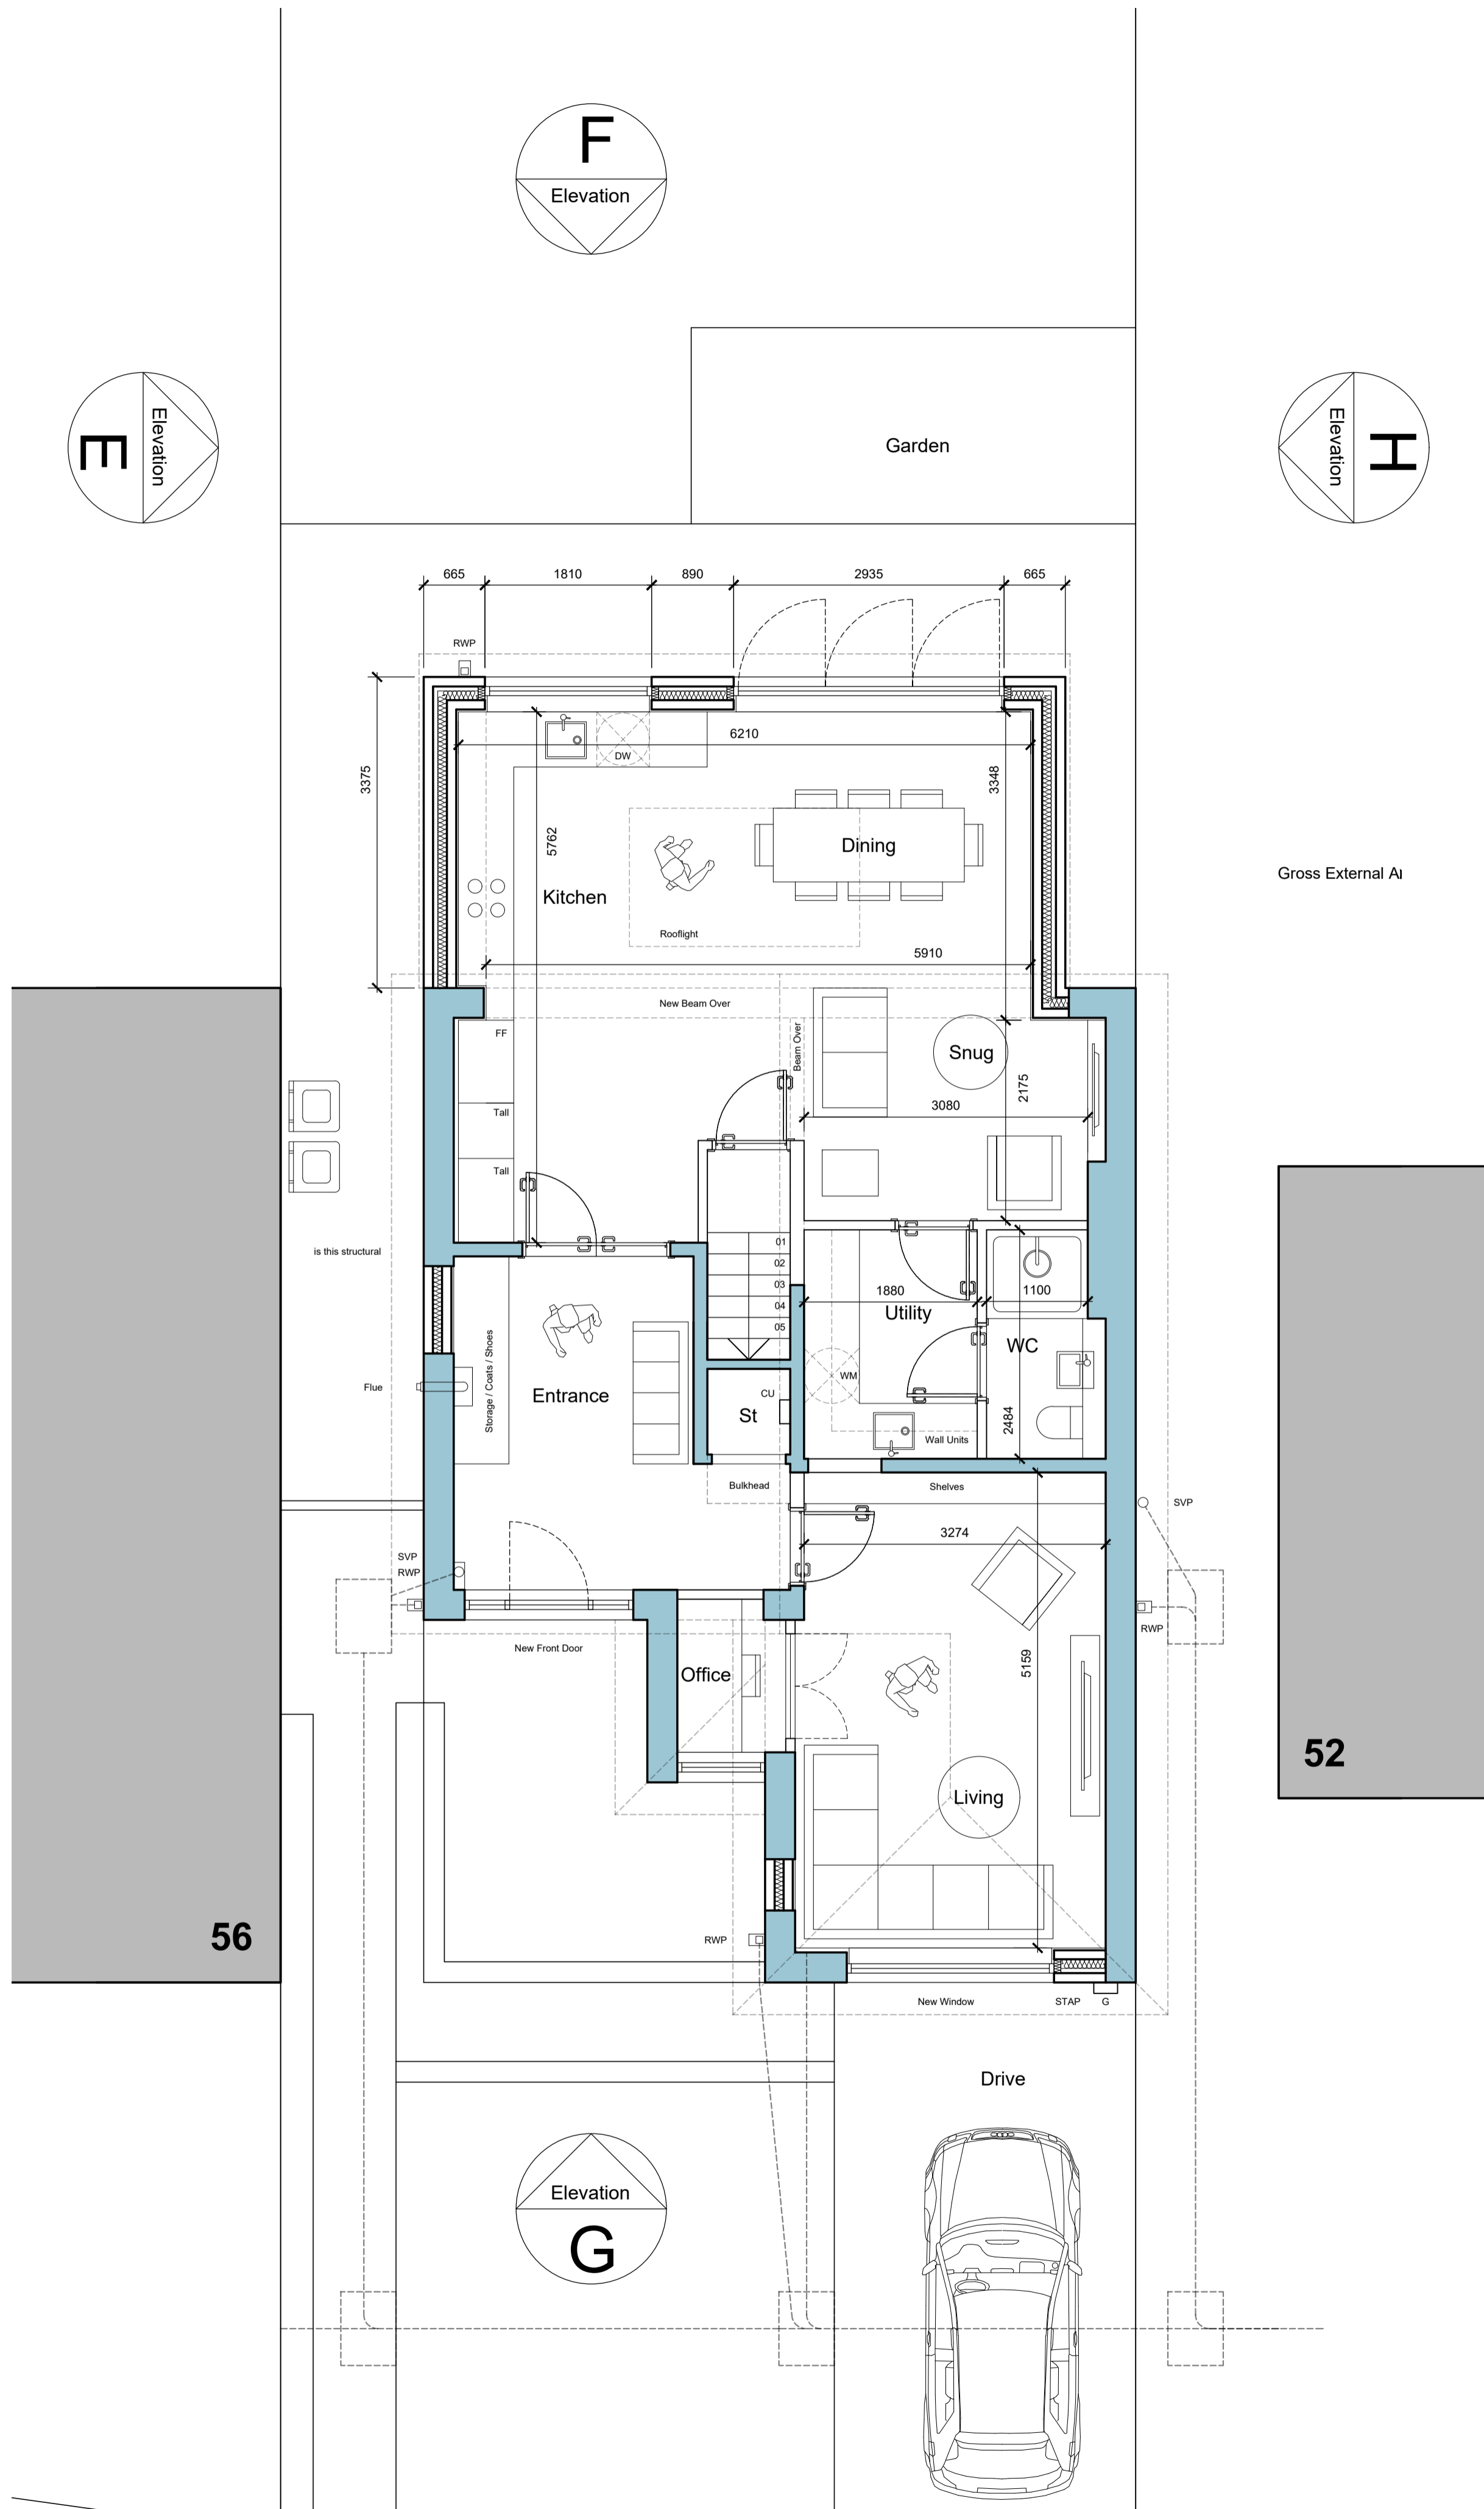 F
Elevation
E
Elevation
H
Elevation
Garden
665
1810
890
2935
665
RWP
6210
DW
3375
3348
5762
Dining
Kitchen
Gross External A
Rooflight
5910
New Beam Over
FF
Beam Over
Snug
2175
3080
Tall
Tall
is this structural
01
02
03
04
05
1880
1100
Utility
WC
Storage / Coats / Shoes
Flue
Entrance
WM
CU
St
2484
Wall Units
Bulkhead
Shelves
SVP
3274
SVP
RWP
RWP
New Front Door
Office
5159
52
Living
56
RWP
New Window
STAP
G
Drive
Elevation
G